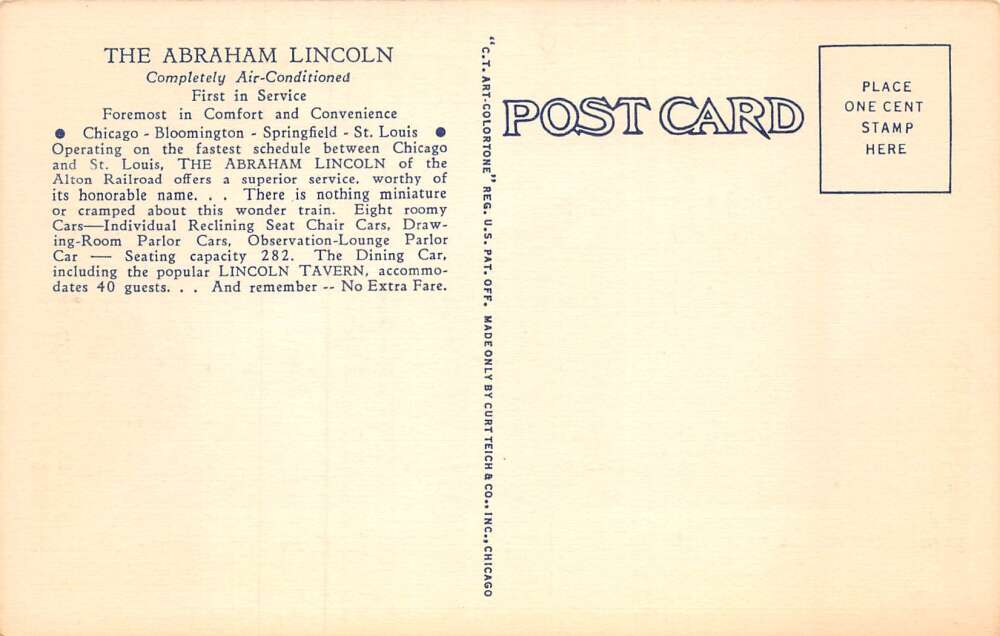 THE ABRAHAM LINCOLN
Completely Air-Conditioned
First in Service
Foremost in Comfort and Convenience
● Chicago - Bloomington - Springfield - St. Louis ●
Operating on the fastest schedule between Chicago
and St. Louis, THE ABRAHAM LINCOLN of the
Alton Railroad offers a superior service, worthy of
its honorable name. . . There is nothing miniature
or cramped about this wonder train. Eight roomy
Cars—Individual Reclining Seat Chair Cars, Draw-
ing-Room Parlor Cars, Observation-Lounge Parlor
Car — Seating capacity 282. The Dining Car,
including the popular LINCOLN TAVERN, accommo-
dates 40 guests. . . And remember -- No Extra Fare.
"C.T. ART-COLORTONE" REG. U.S. PAT. OFF. MADE ONLY BY CURT TEICH & CO., INC., CHICAGO
POST CARD
PLACE
ONE CENT
STAMP
HERE